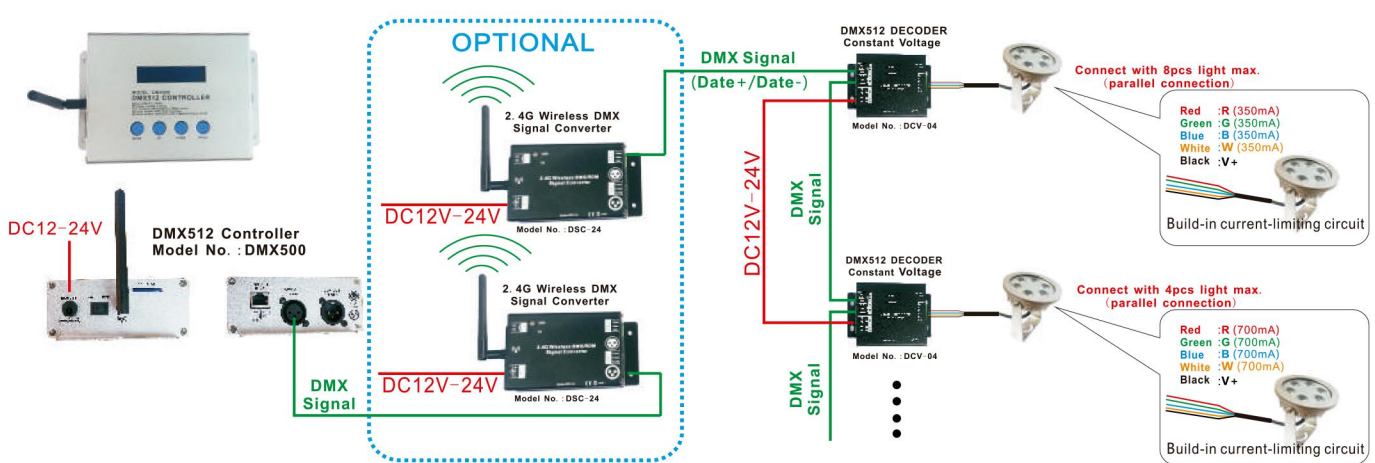 DMX512 CONTROLLER
DC12-24V
DMX512 Controller
Model No. : DMX500
DMX
Signal
OPTIONAL
2. 4G Wireless DMX
Signal Converter
DC12V-24V
Model No. : DSC-24
2. 4G Wireless DMX
Signal Converter
DC12V-24V
Model No. : DSC-24
DMX Signal
(Date+/Date-)
DC12V-24V
DMX
Signal
DMX
Signal
DMX512 DECODER
Constant Voltage
Model No. : DCV-04
DMX512 DECODER
Constant Voltage
Model No. : DCV-04
Connect with 8pcs light max.
(parallel connection)
Red :R (350mA)
Green :G (350mA)
Blue :B (350mA)
White :W (350mA)
Black :V+
Build-in current-limiting circuit
Connect with 4pcs light max.
(parallel connection)
Red :R (700mA)
Green :G (700mA)
Blue :B (700mA)
White :W (700mA)
Black :V+
Build-in current-limiting circuit